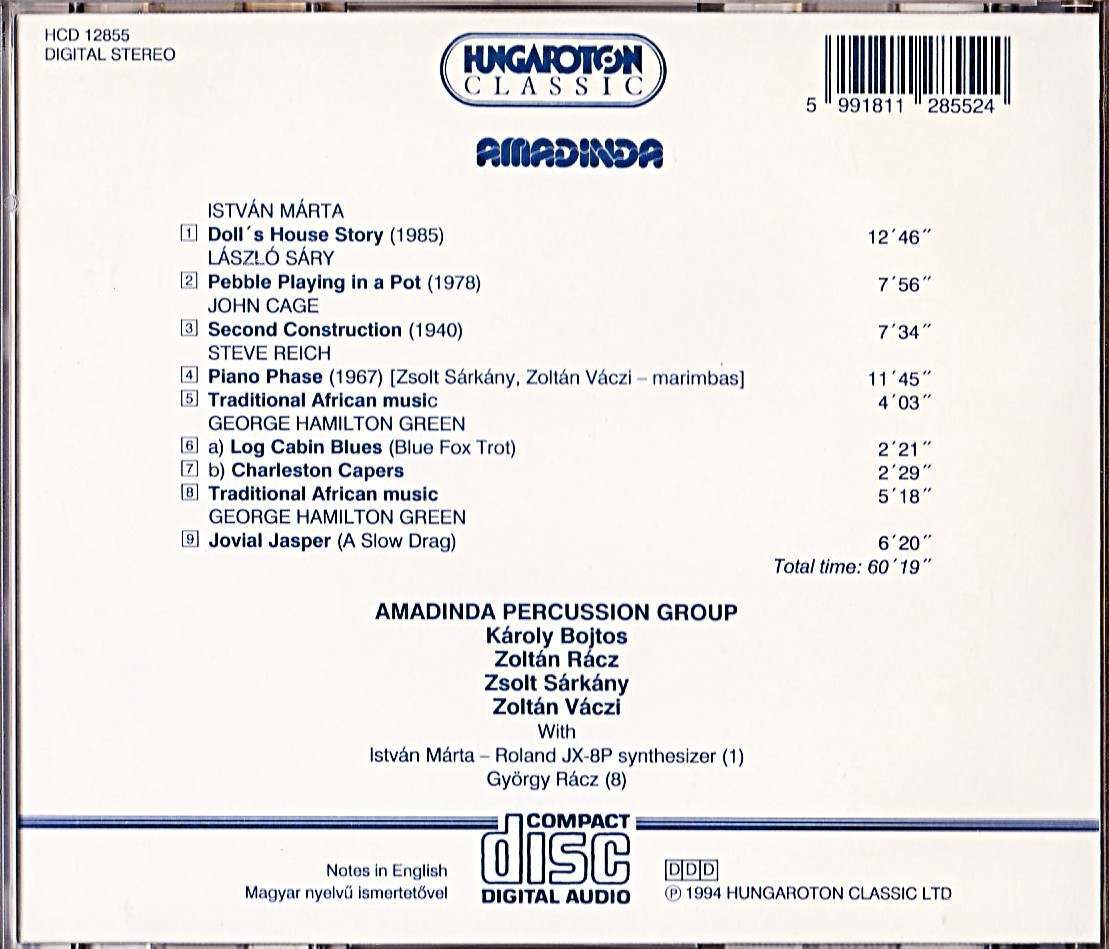 HCD 12855
DIGITAL STEREO
HUNGAROTON
CLASSIC
5 991811 285524
AMADINDA
ISTVÁN MÁRTA
1 Doll´s House Story (1985) 12´46″
LÁSZLÓ SÁRY
2 Pebble Playing in a Pot (1978) 7´56″
JOHN CAGE
3 Second Construction (1940) 7´34″
STEVE REICH
4 Piano Phase (1967) [Zsolt Sárkány, Zoltán Váczi – marimbas] 11´45″
5 Traditional African music 4´03″
GEORGE HAMILTON GREEN
6 a) Log Cabin Blues (Blue Fox Trot) 2´21″
7 b) Charleston Capers 2´29″
8 Traditional African music 5´18″
GEORGE HAMILTON GREEN
9 Jovial Jasper (A Slow Drag) 6´20″
Total time: 60´19″
AMADINDA PERCUSSION GROUP
Károly Bojtos
Zoltán Rácz
Zsolt Sárkány
Zoltán Váczi
With
István Márta – Roland JX-8P synthesizer (1)
György Rácz (8)
COMPACT
disc
DIGITAL AUDIO
Notes in English
Magyar nyelvű ismertetővel
DDD
℗ 1994 HUNGAROTON CLASSIC LTD